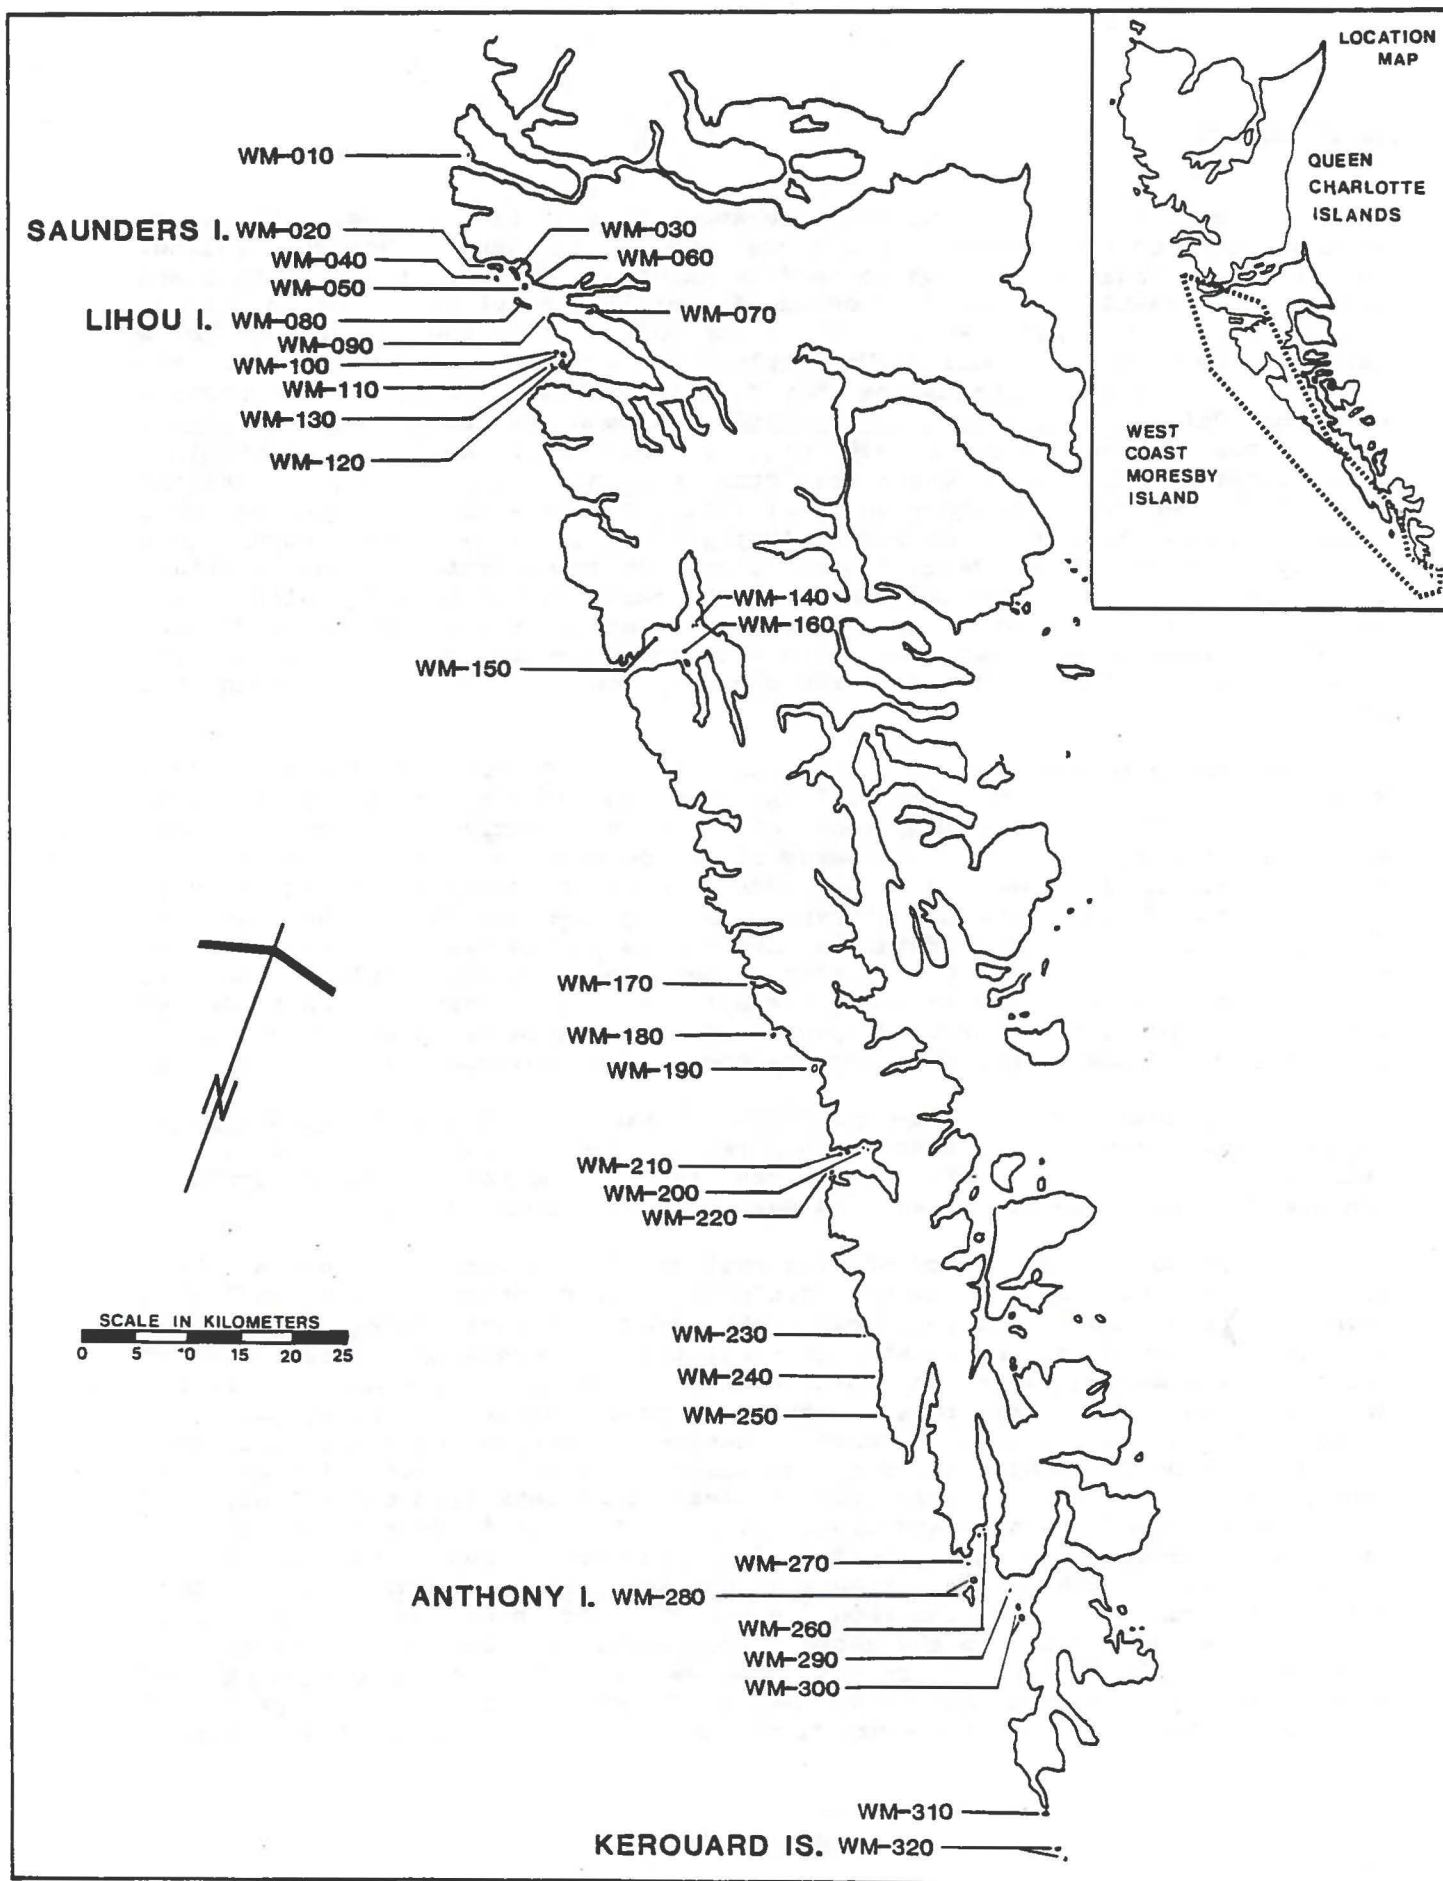 LOCATION
MAP
QUEEN
CHARLOTTE
ISLANDS
WEST
COAST
MORESBY
ISLAND
WM-010
SAUNDERS I. WM-020
WM-030
WM-040
WM-060
WM-050
LIHOU I. WM-080
WM-070
WM-090
WM-100
WM-110
WM-130
WM-120
WM-140
WM-160
WM-150
WM-170
WM-180
WM-190
WM-210
WM-200
WM-220
N
SCALE IN KILOMETERS
0 5 10 15 20 25
WM-230
WM-240
WM-250
WM-270
ANTHONY I. WM-280
WM-260
WM-290
WM-300
WM-310
KEROUARD IS. WM-320